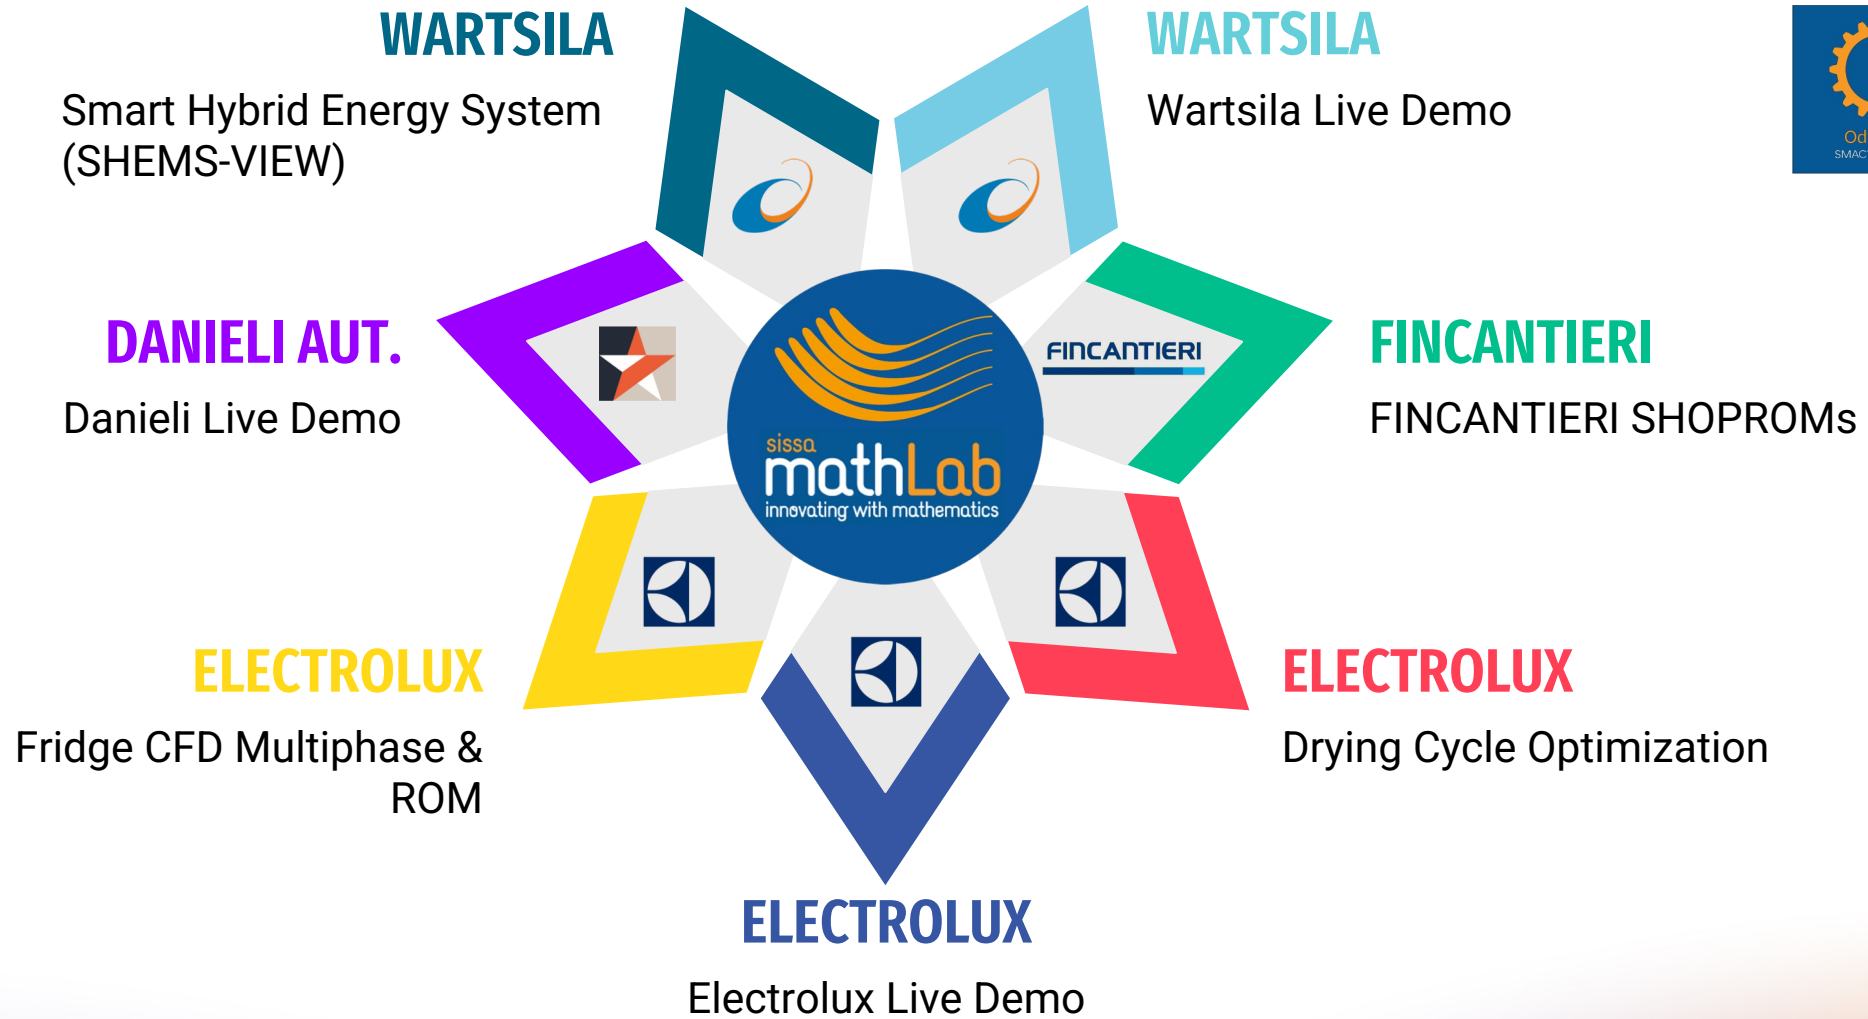 WARTSILA
Smart Hybrid Energy System
(SHEMS-VIEW)
WARTSILA
Wartsila Live Demo
DANIELI AUT.
Danieli Live Demo
FINCANTIERI
FINCANTIERI
FINCANTIERI SHOPROMs
sissa
mathLab
innovating with mathematics
ELECTROLUX
Fridge CFD Multiphase &
ROM
ELECTROLUX
Drying Cycle Optimization
ELECTROLUX
Electrolux Live Demo